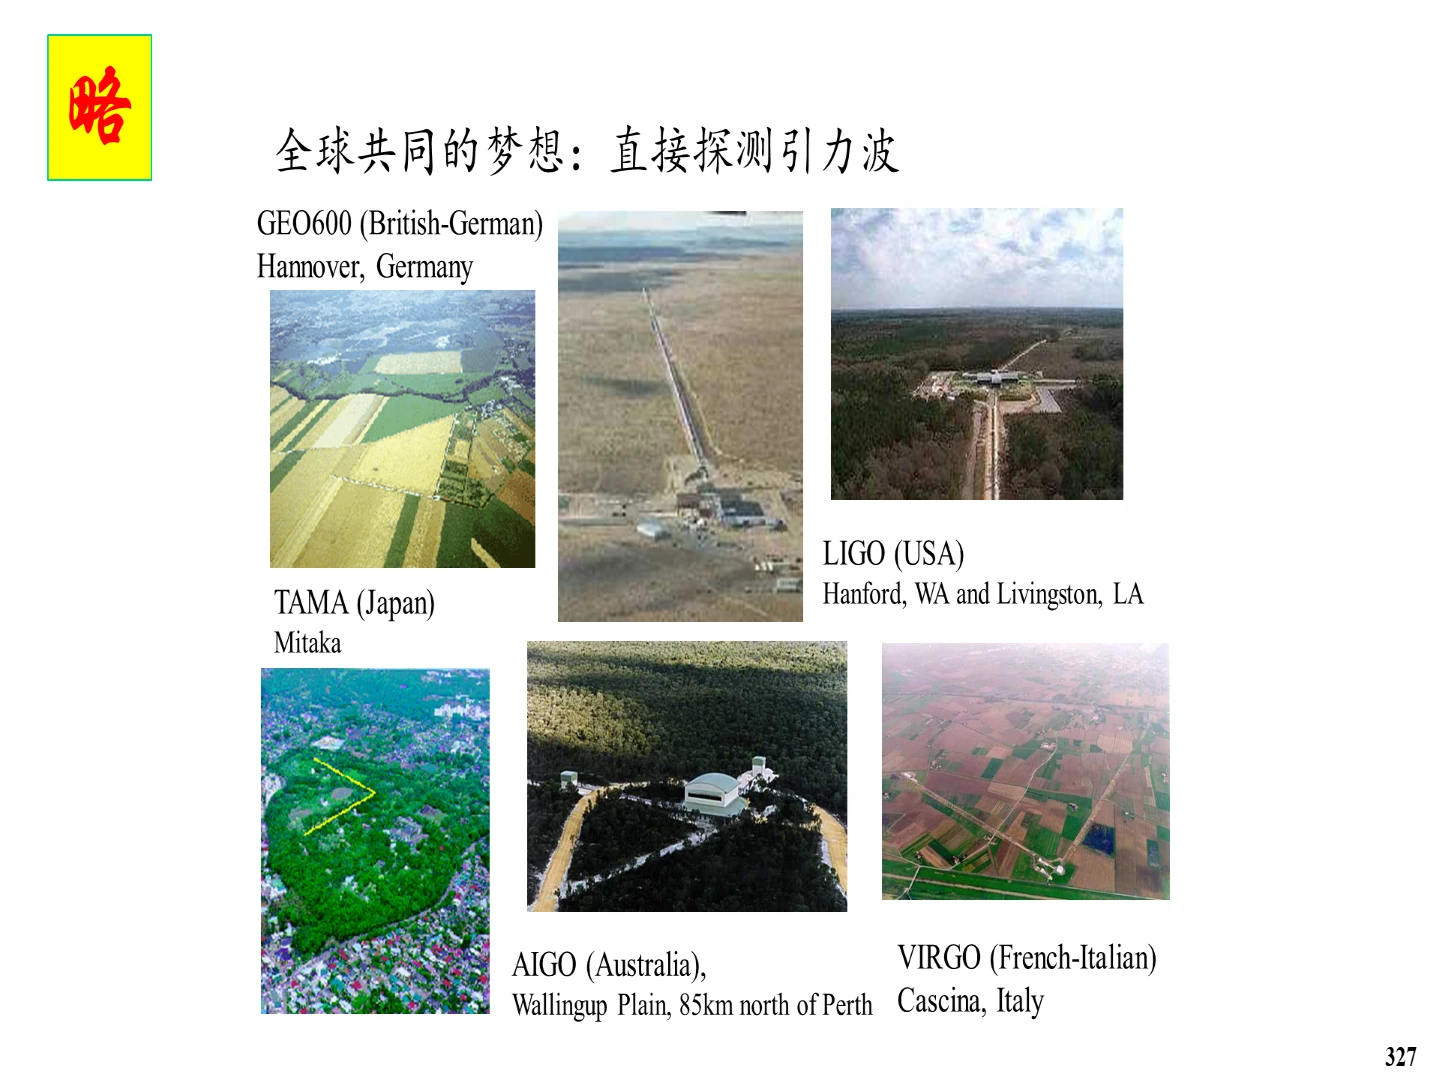 略
全球共同的梦想：直接探测引力波
GEO600 (British-German)
Hannover, Germany
LIGO (USA)
Hanford, WA and Livingston, LA
TAMA (Japan)
Mitaka
AIGO (Australia),
Wallingup Plain, 85km north of Perth
VIRGO (French-Italian)
Cascina, Italy
327